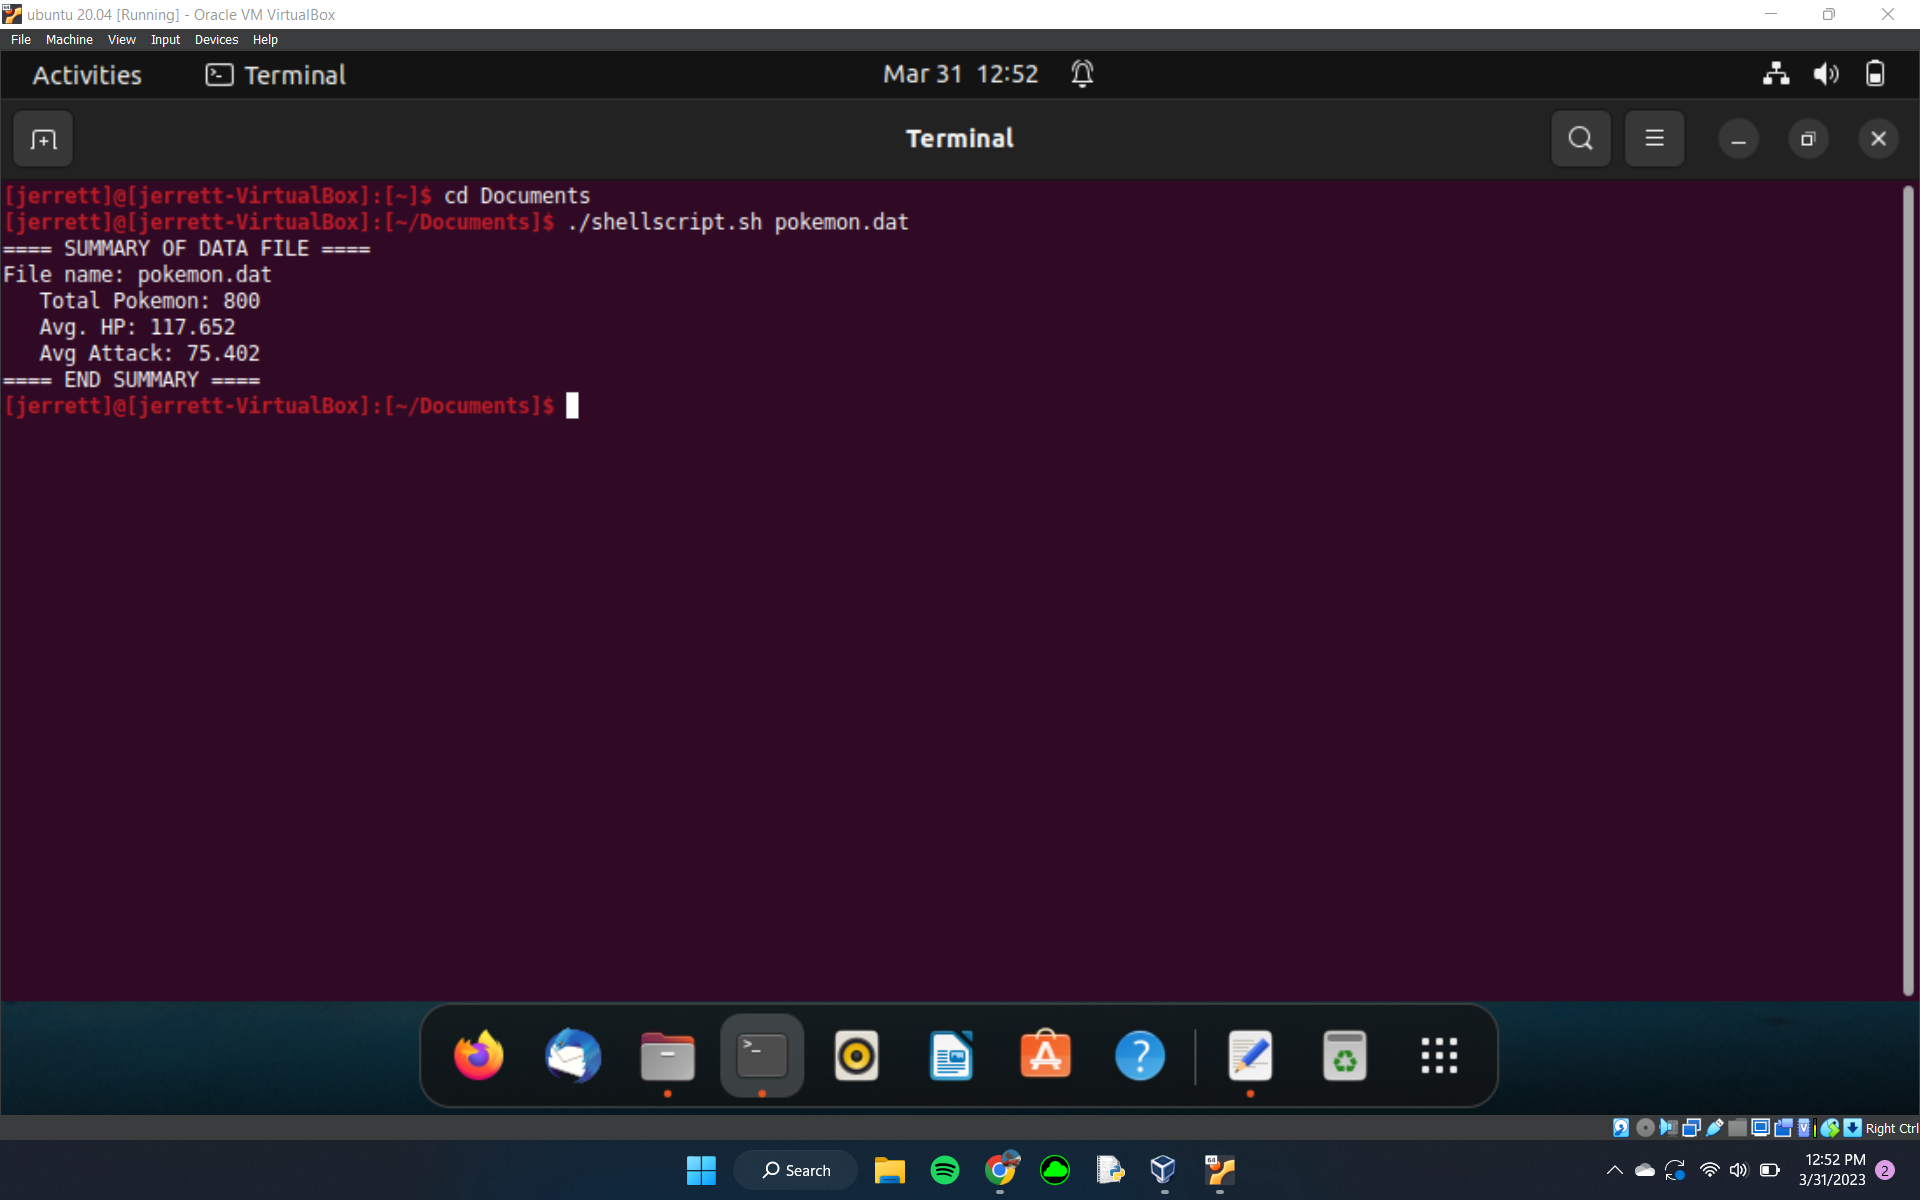 ubuntu 20.04 [Running] - Oracle VM VirtualBox
File Machine View Input Devices Help
Activities Terminal Mar 31 12:52
Terminal
[jerrett]@[jerrett-VirtualBox]:[~]$ cd Documents
[jerrett]@[jerrett-VirtualBox]:[~/Documents]$ ./shellscript.sh pokemon.dat
==== SUMMARY OF DATA FILE ====
File name: pokemon.dat
   Total Pokemon: 800
   Avg. HP: 117.652
   Avg Attack: 75.402
==== END SUMMARY ====
[jerrett]@[jerrett-VirtualBox]:[~/Documents]$
Right Ctrl
Search
12:52 PM
3/31/2023
2